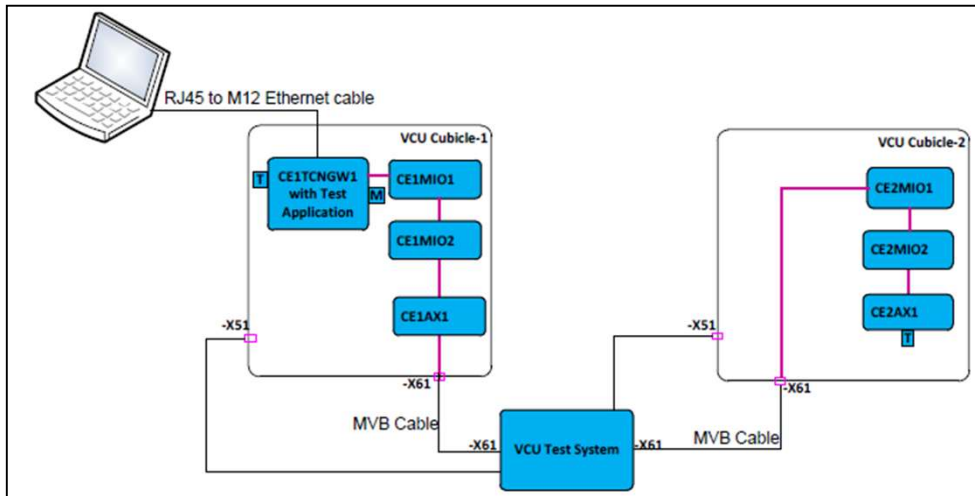 RJ45 to M12 Ethernet cable
VCU Cubicle-1
T
CE1TCNGW1
with Test
Application
M
CE1MIO1
CE1MIO2
CE1AX1
-X51
-X61
MVB Cable
VCU Cubicle-2
CE2MIO1
CE2MIO2
CE2AX1
T
-X51
-X61
-X61
VCU Test System
-X61
MVB Cable